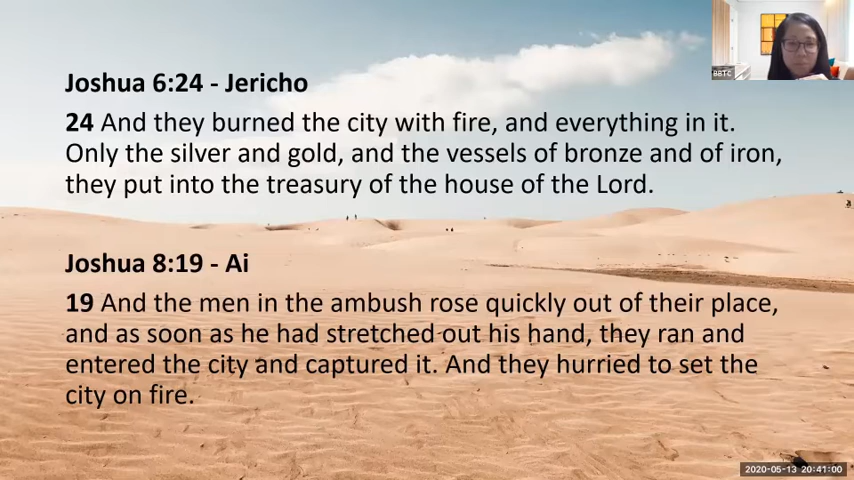 Joshua 6:24 - Jericho
24 And they burned the city with fire, and everything in it.
Only the silver and gold, and the vessels of bronze and of iron,
they put into the treasury of the house of the Lord.
Joshua 8:19 - Ai
19 And the men in the ambush rose quickly out of their place,
and as soon as he had stretched out his hand, they ran and
entered the city and captured it. And they hurried to set the
city on fire.
BBTC
2020-05-13 20:41:00